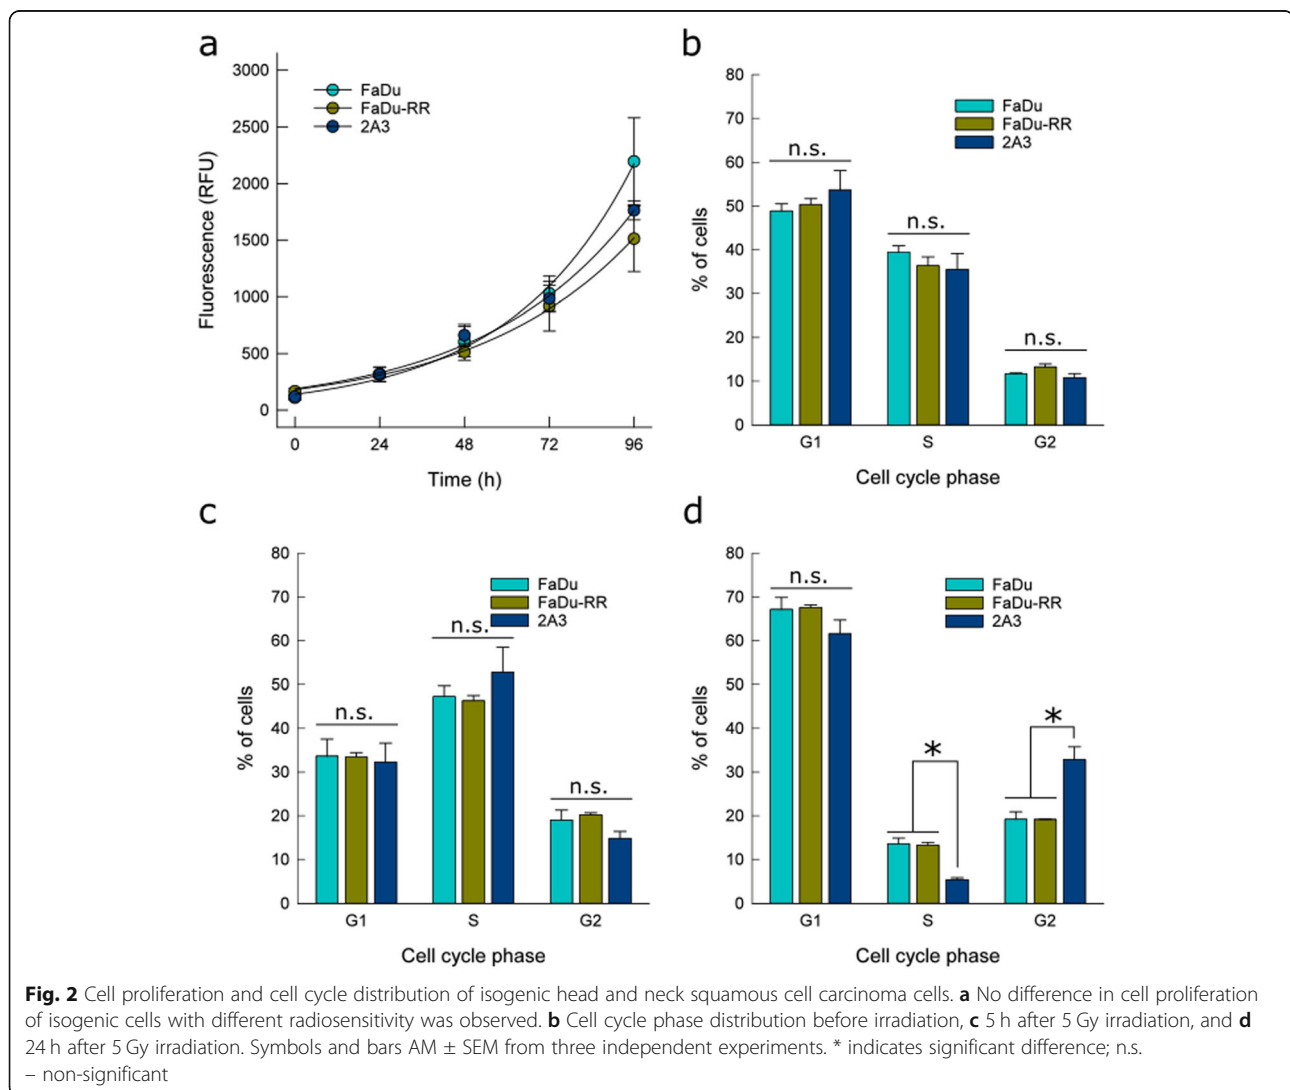 a
3000
2500
2000
1500
1000
500
0
Fluorescence (RFU)
FaDu
FaDu-RR
2A3
0 24 48 72 96
Time (h)
b
80
70
60
50
40
30
20
10
0
% of cells
FaDu
FaDu-RR
2A3
n.s.
n.s.
n.s.
G1 S G2
Cell cycle phase
c
80
70
60
50
40
30
20
10
0
% of cells
FaDu
FaDu-RR
2A3
n.s.
n.s.
n.s.
G1 S G2
Cell cycle phase
d
80
70
60
50
40
30
20
10
0
% of cells
FaDu
FaDu-RR
2A3
n.s.
*
*
G1 S G2
Cell cycle phase
Fig. 2 Cell proliferation and cell cycle distribution of isogenic head and neck squamous cell carcinoma cells. a No difference in cell proliferation
of isogenic cells with different radiosensitivity was observed. b Cell cycle phase distribution before irradiation, c 5 h after 5 Gy irradiation, and d
24 h after 5 Gy irradiation. Symbols and bars AM ± SEM from three independent experiments. * indicates significant difference; n.s.
– non-significant